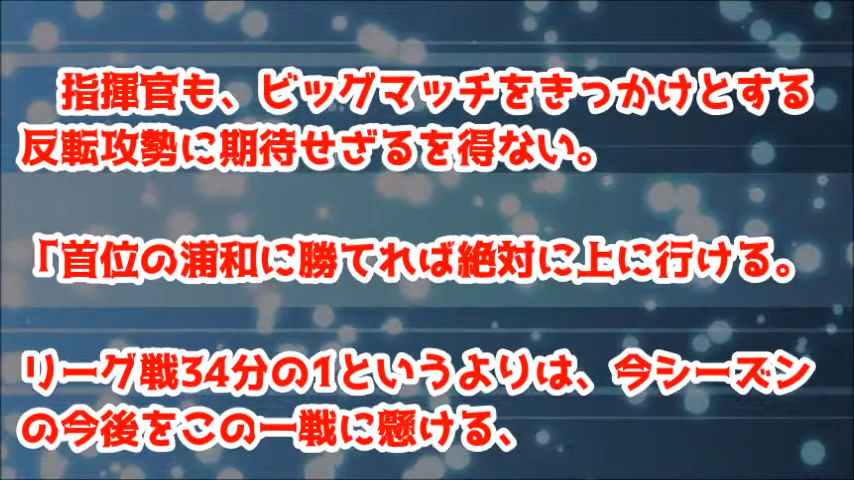 指揮官も、ビッグマッチをきっかけとする
反転攻勢に期待せざるを得ない。
「首位の浦和に勝てれば絶対に上に行ける。
リーグ戦34分の1というよりは、今シーズン
の今後をこの一戦に懸ける、